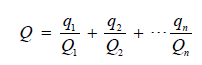 Q = q₁/Q₁ + q₂/Q₂ + ⋯ qₙ/Qₙ